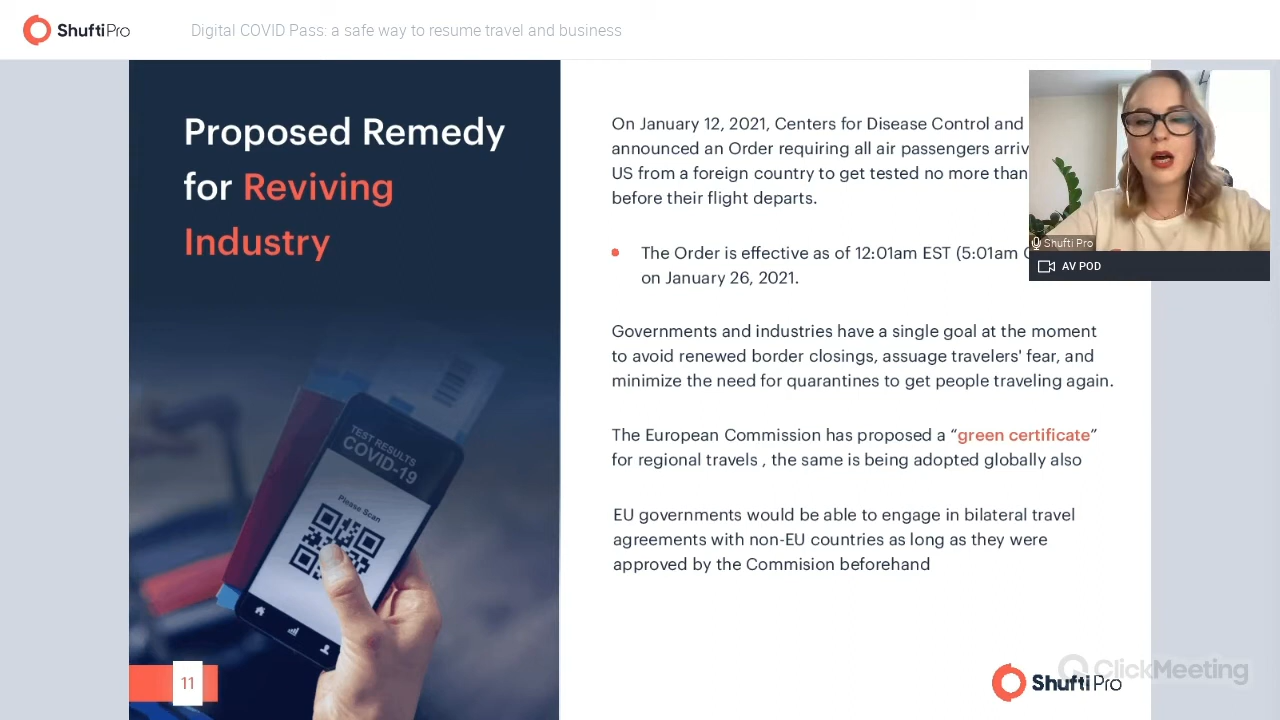 ShuftiPro
Digital COVID Pass: a safe way to resume travel and business
Proposed Remedy
for Reviving
Industry
TEST RESULTS
COVID-19
Please Scan
11
On January 12, 2021, Centers for Disease Control and
announced an Order requiring all air passengers arriv
US from a foreign country to get tested no more than
before their flight departs.
The Order is effective as of 12:01am EST (5:01am
on January 26, 2021.
Governments and industries have a single goal at the moment
to avoid renewed border closings, assuage travelers' fear, and
minimize the need for quarantines to get people traveling again.
The European Commission has proposed a “green certificate”
for regional travels , the same is being adopted globally also
EU governments would be able to engage in bilateral travel
agreements with non-EU countries as long as they were
approved by the Commision beforehand
Shufti Pro
AV POD
ShuftiPro
ClickMeeting